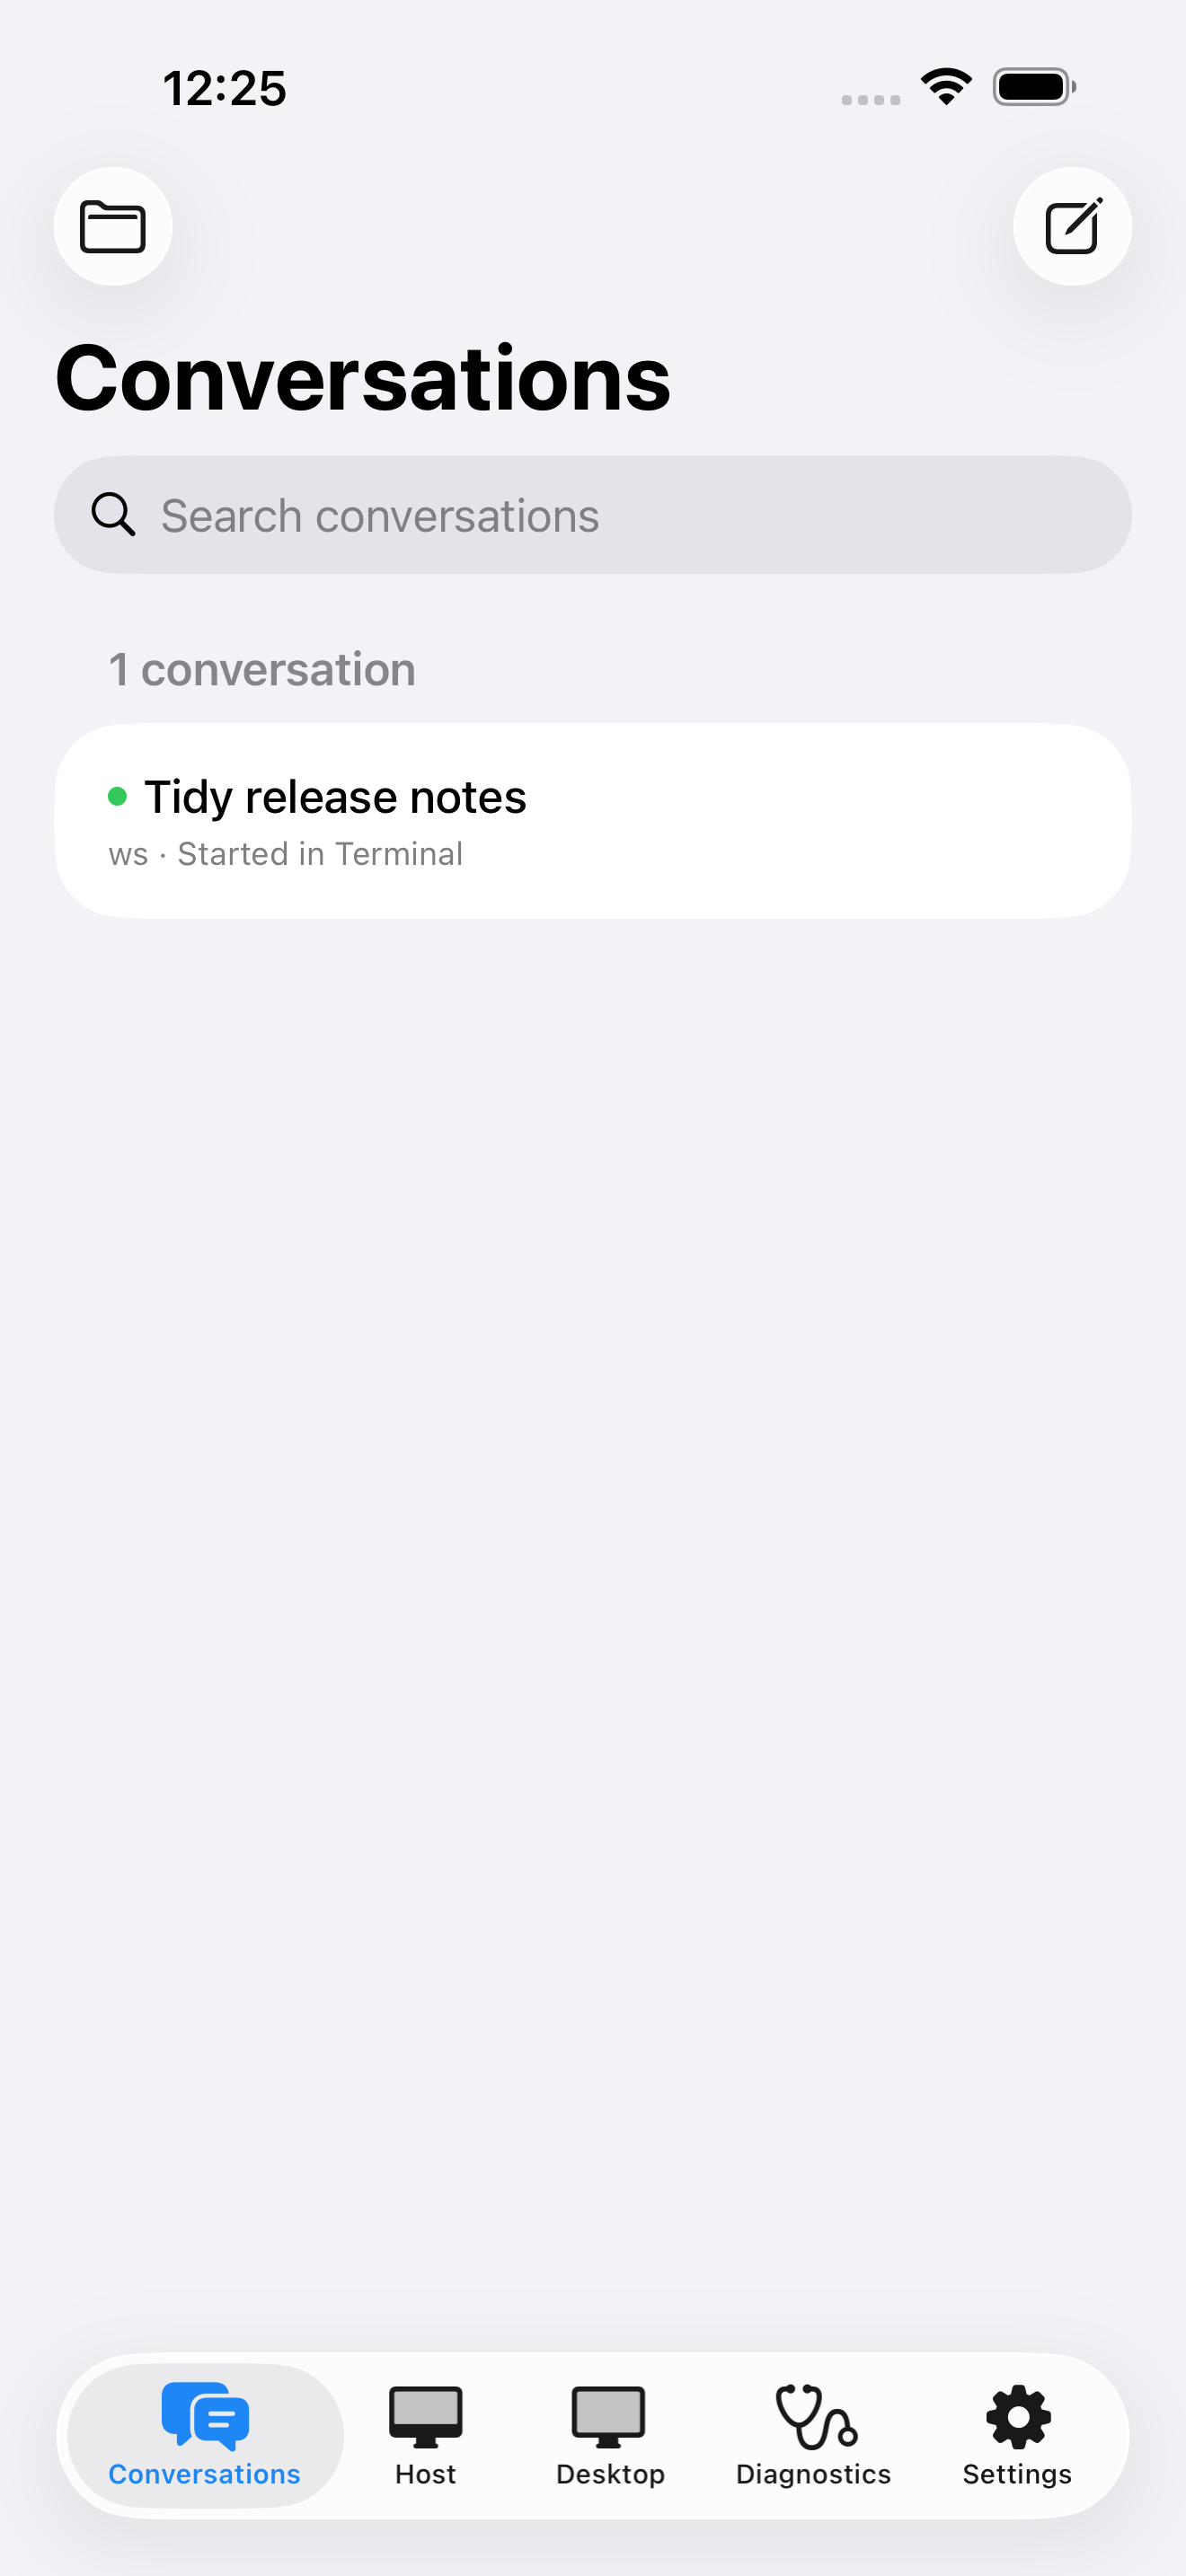 12:25
Conversations
Search conversations
1 conversation
Tidy release notes
ws · Started in Terminal
Conversations
Host
Desktop
Diagnostics
Settings